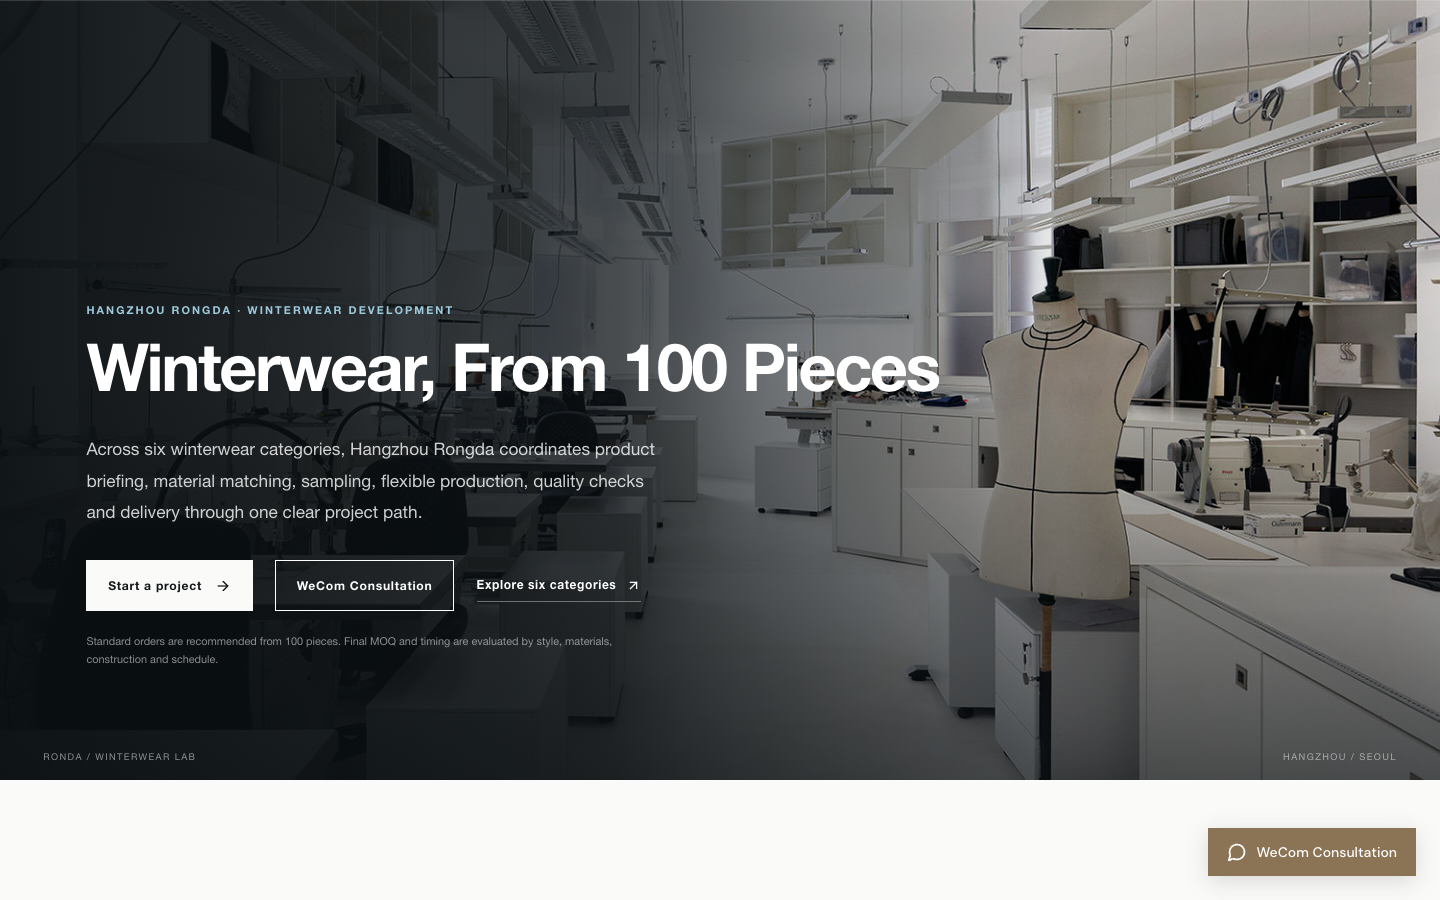 HANGZHOU RONGDA · WINTERWEAR DEVELOPMENT
Winterwear, From 100 Pieces
Across six winterwear categories, Hangzhou Rongda coordinates product
briefing, material matching, sampling, flexible production, quality checks
and delivery through one clear project path.
Start a project →
WeCom Consultation
Explore six categories ↗
Standard orders are recommended from 100 pieces. Final MOQ and timing are evaluated by style, materials,
construction and schedule.
RONDA / WINTERWEAR LAB
HANGZHOU / SEOUL
WeCom Consultation
Gütermann